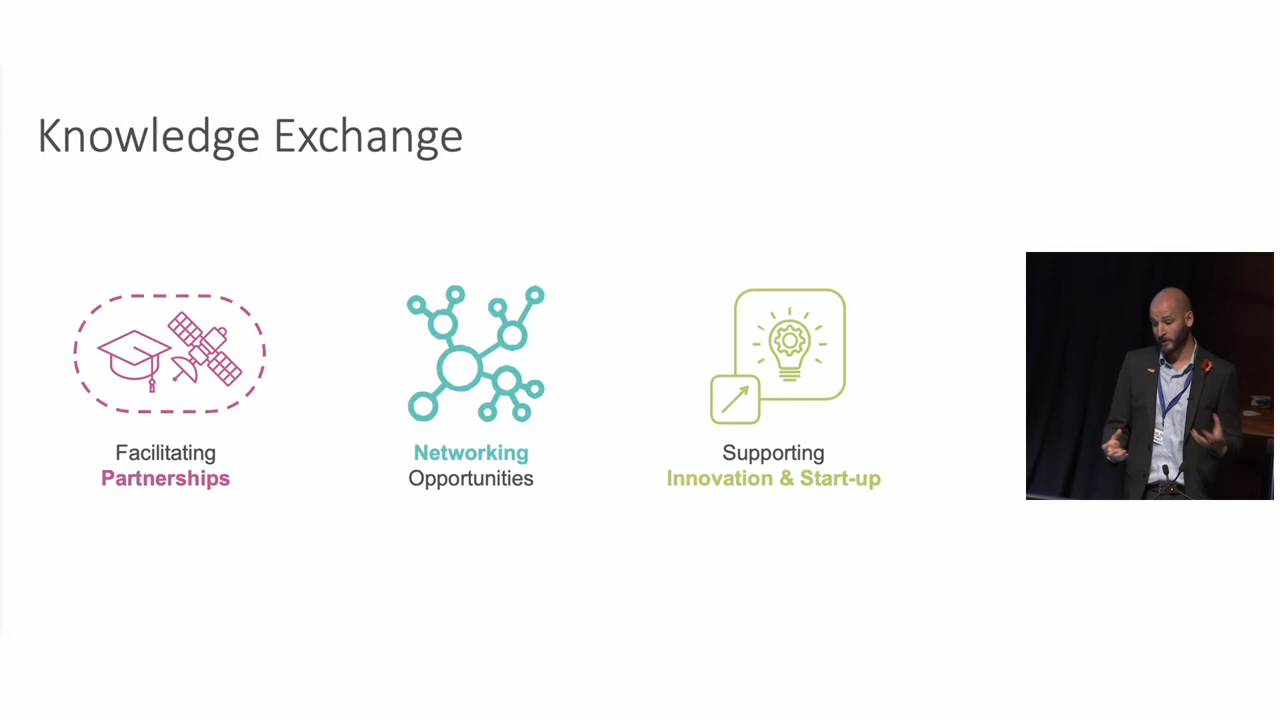 Knowledge Exchange
Facilitating
Partnerships
Networking
Opportunities
Supporting
Innovation & Start-up